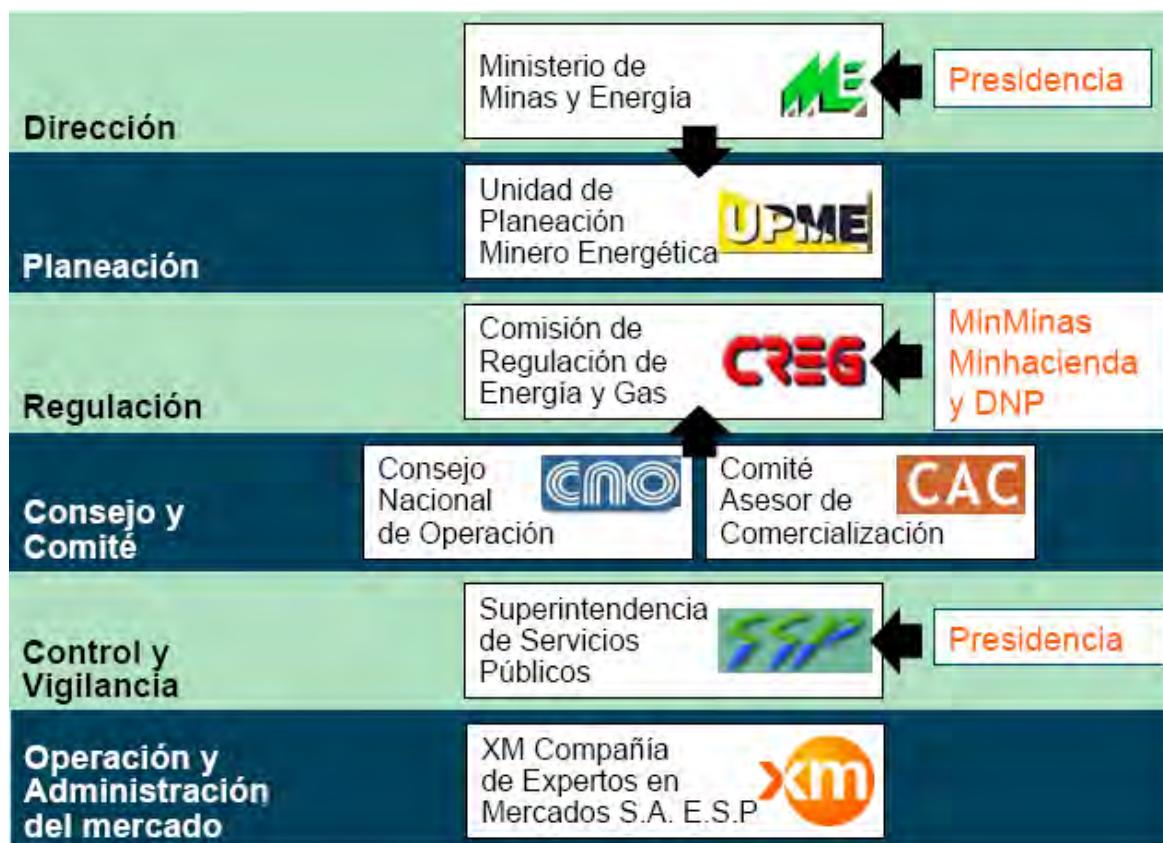 Dirección
Ministerio de
Minas y Energía
ME
Presidencia
Planeación
Unidad de
Planeación
Minero Energética
UPME
Regulación
Comisión de
Regulación de
Energía y Gas
CREG
MinMinas
Minhacienda
y DNP
Consejo y
Comité
Consejo
Nacional
de Operación
cno
Comité
Asesor de
Comercialización
CAC
Control y
Vigilancia
Superintendencia
de Servicios
Públicos
SSP
Presidencia
Operación y
Administración
del mercado
XM Compañía
de Expertos en
Mercados S.A. E.S.P
xm